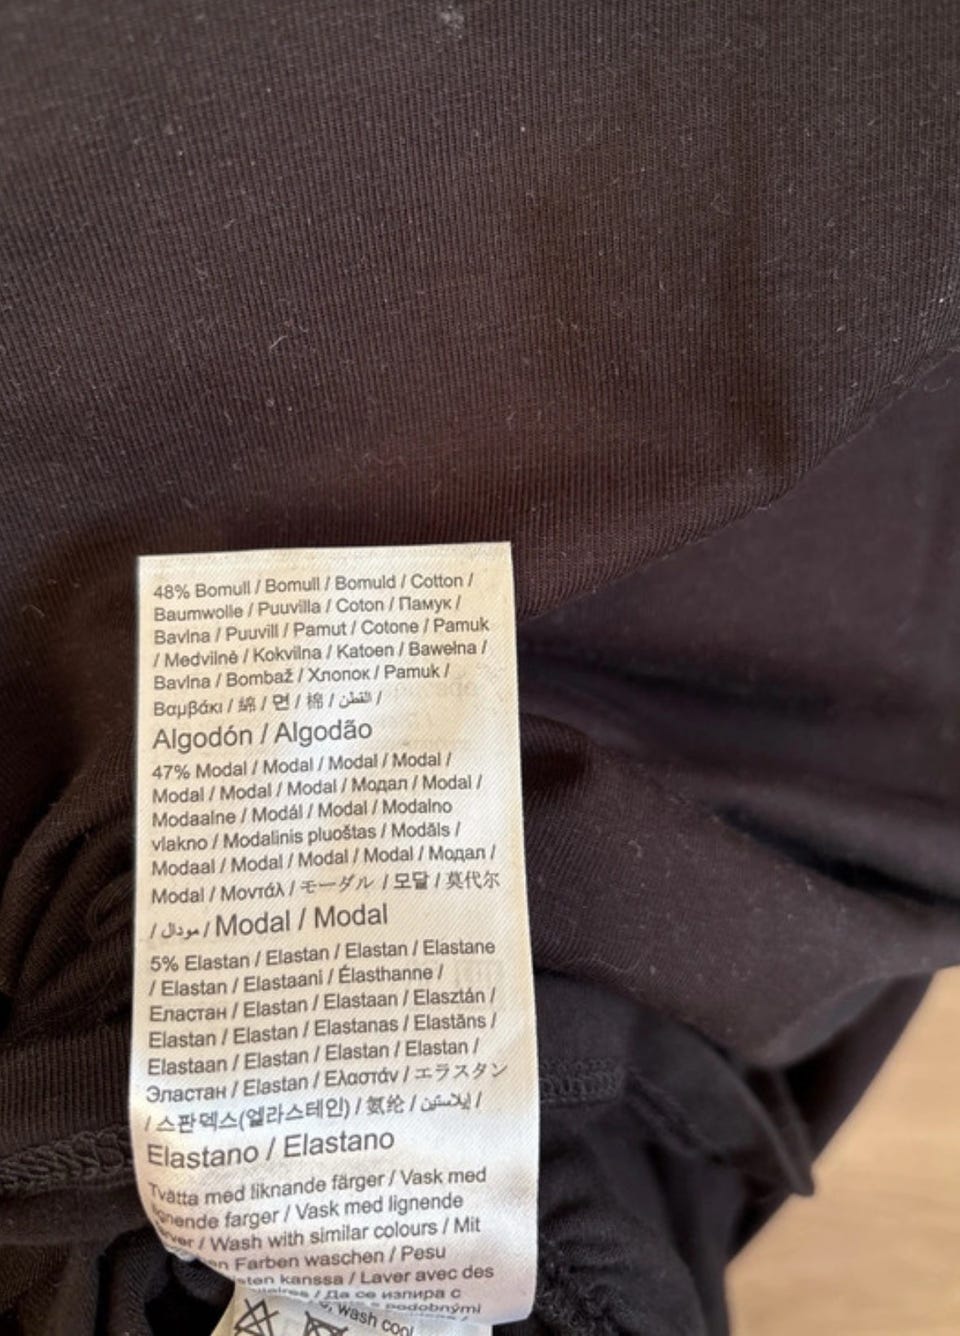 48% Bomull / Bomull / Bomuld / Cotton /
Baumwolle / Puuvilla / Coton / Памук /
Bavlna / Puuvill / Pamut / Cotone / Pamuk
/ Medvilnė / Kokvilna / Katoen / Bawełna /
Bavlna / Bombaž / Хлопок / Pamuk /
Βαμβάκι / 綿 / 면 / 棉 / القطن /
Algodón / Algodão
47% Modal / Modal / Modal / Modal /
Modal / Modal / Modal / Модал / Modal /
Modaalne / Modál / Modal / Modalno
vlakno / Modalinis pluoštas / Modāls /
Modaal / Modal / Modal / Modal / Модал /
Modal / Μοντάλ / モーダル / 모달 / 莫代尔
/ مودال / Modal / Modal
5% Elastan / Elastan / Elastan / Elastane
/ Elastan / Elastaani / Élasthanne /
Еластан / Elastan / Elastaan / Elasztán /
Elastan / Elastan / Elastanas / Elastāns /
Elastaan / Elastan / Elastan / Elastan /
Эластан / Elastan / Ελαστάν / エラスタン
/ 스판덱스(엘라스테인) / 氨纶 / إيلاستين /
Elastano / Elastano
Tvätta med liknande färger / Vask med
lignende farger / Vask med lignende
/ Wash with similar colours / Mit
Farben waschen / Pesu
kanssa / Laver avec des
/ Да се изпира с
podobnými
wash cool